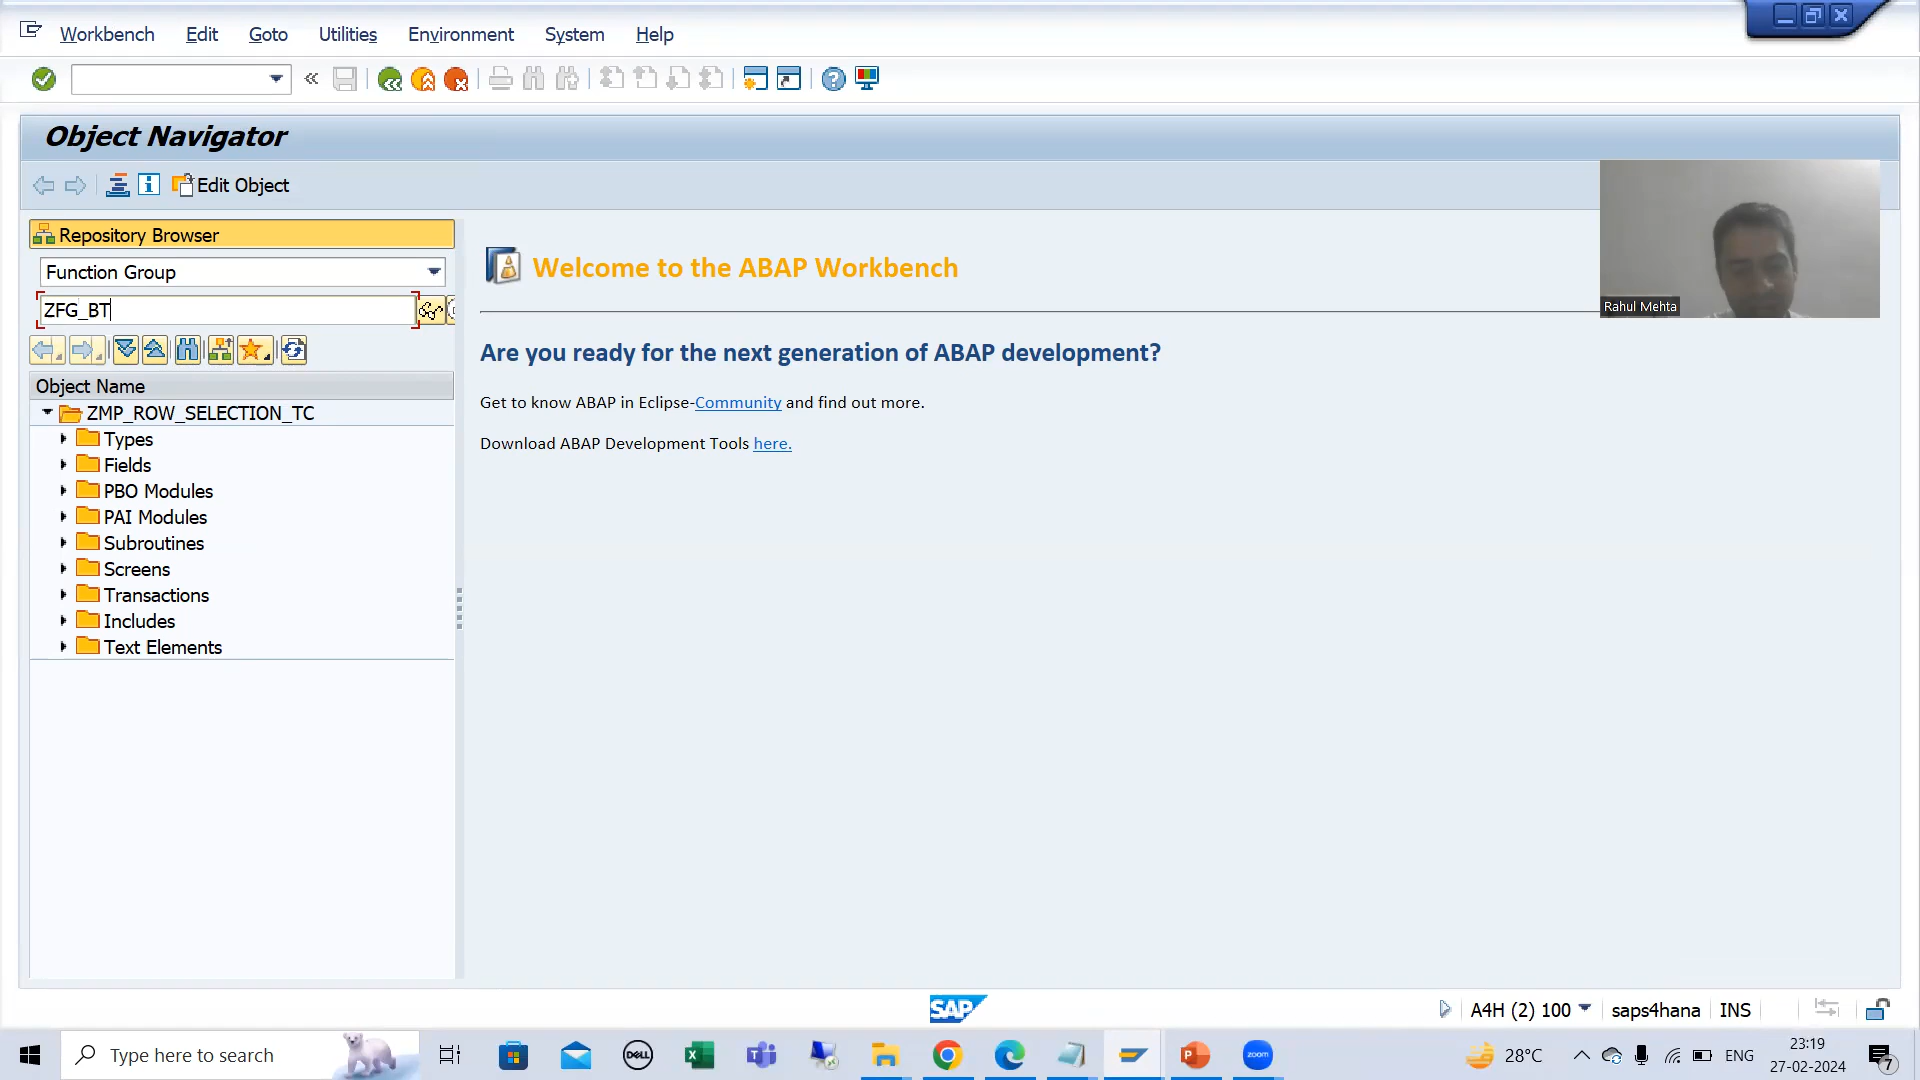 Workbench Edit Goto Utilities Environment System Help
Object Navigator
Edit Object
Repository Browser
Function Group
ZFG_BT
Object Name
ZMP_ROW_SELECTION_TC
Types
Fields
PBO Modules
PAI Modules
Subroutines
Screens
Transactions
Includes
Text Elements
Welcome to the ABAP Workbench
Are you ready for the next generation of ABAP development?
Get to know ABAP in Eclipse-Community and find out more.
Download ABAP Development Tools here.
Rahul Mehta
SAP
A4H (2) 100 saps4hana INS
Type here to search
DELL
zoom
28°C
ENG
23:19
27-02-2024
7